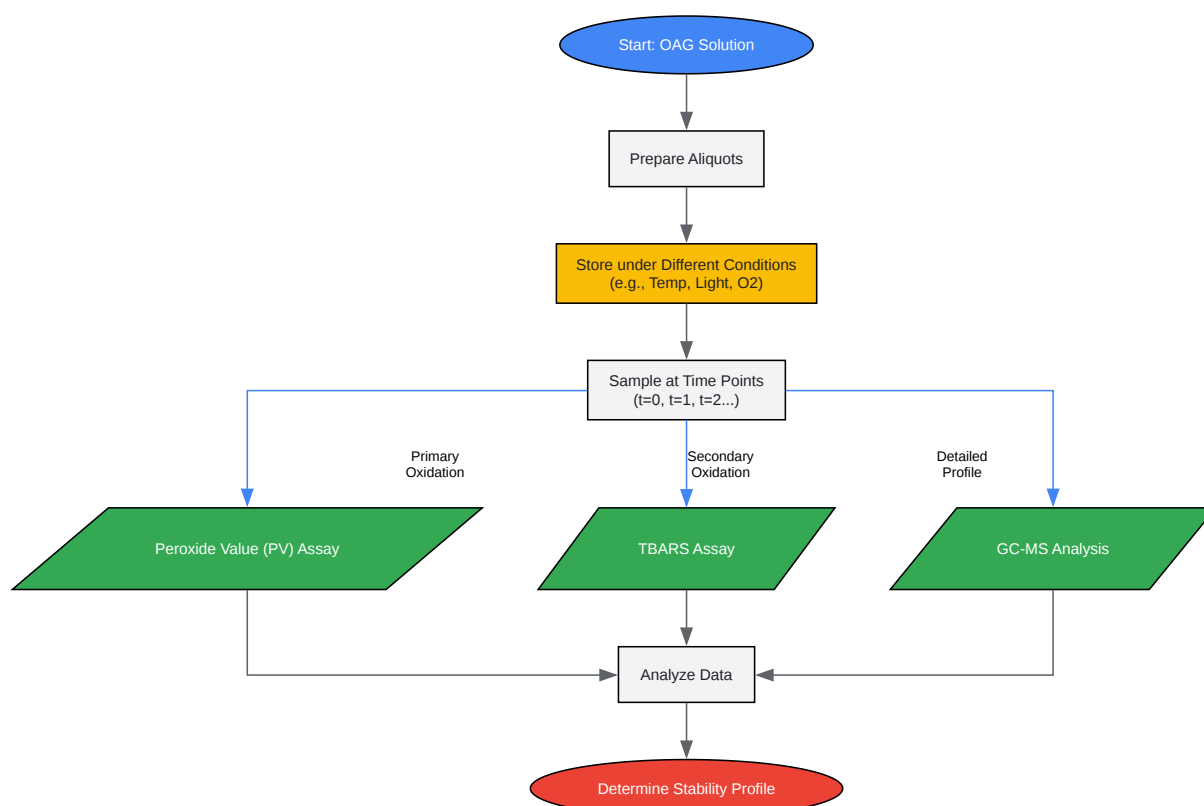 Start: OAG Solution
Prepare Aliquots
Store under Different Conditions
(e.g., Temp, Light, O2)
Sample at Time Points
(t=0, t=1, t=2...)
Primary
Oxidation
Secondary
Oxidation
Detailed
Profile
Peroxide Value (PV) Assay
TBARS Assay
GC-MS Analysis
Analyze Data
Determine Stability Profile